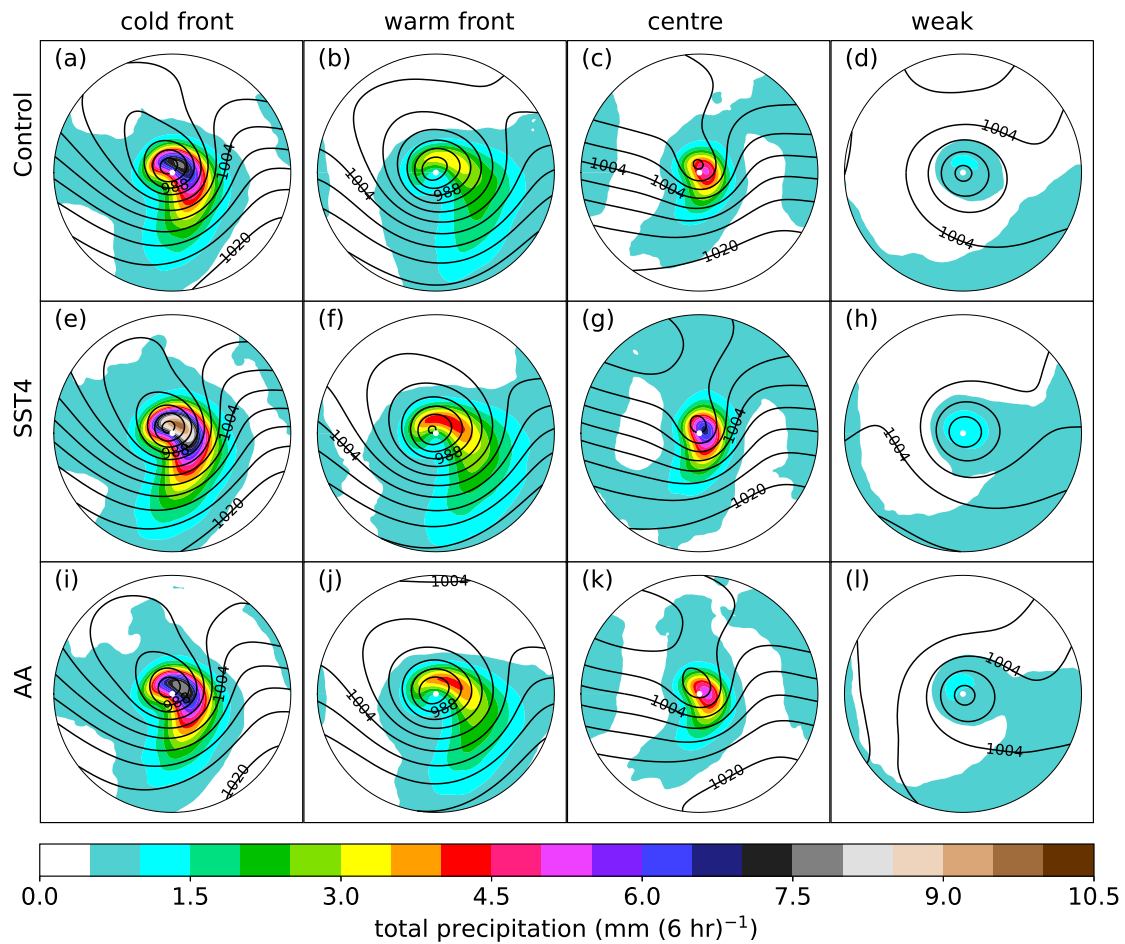 cold front warm front centre weak
Control (a) (b) (c) (d)
1004 988 1020
1004 988
1004 1004 1020
1004 1004
SST4 (e) (f) (g) (h)
1004 988 1020
1004 988
1004 1020
1004
AA (i) (j) (k) (l)
1004 988 1020
1004 1004 988
1004 1020
1004 1004
0.0 1.5 3.0 4.5 6.0 7.5 9.0 10.5
total precipitation (mm (6 hr)⁻¹)